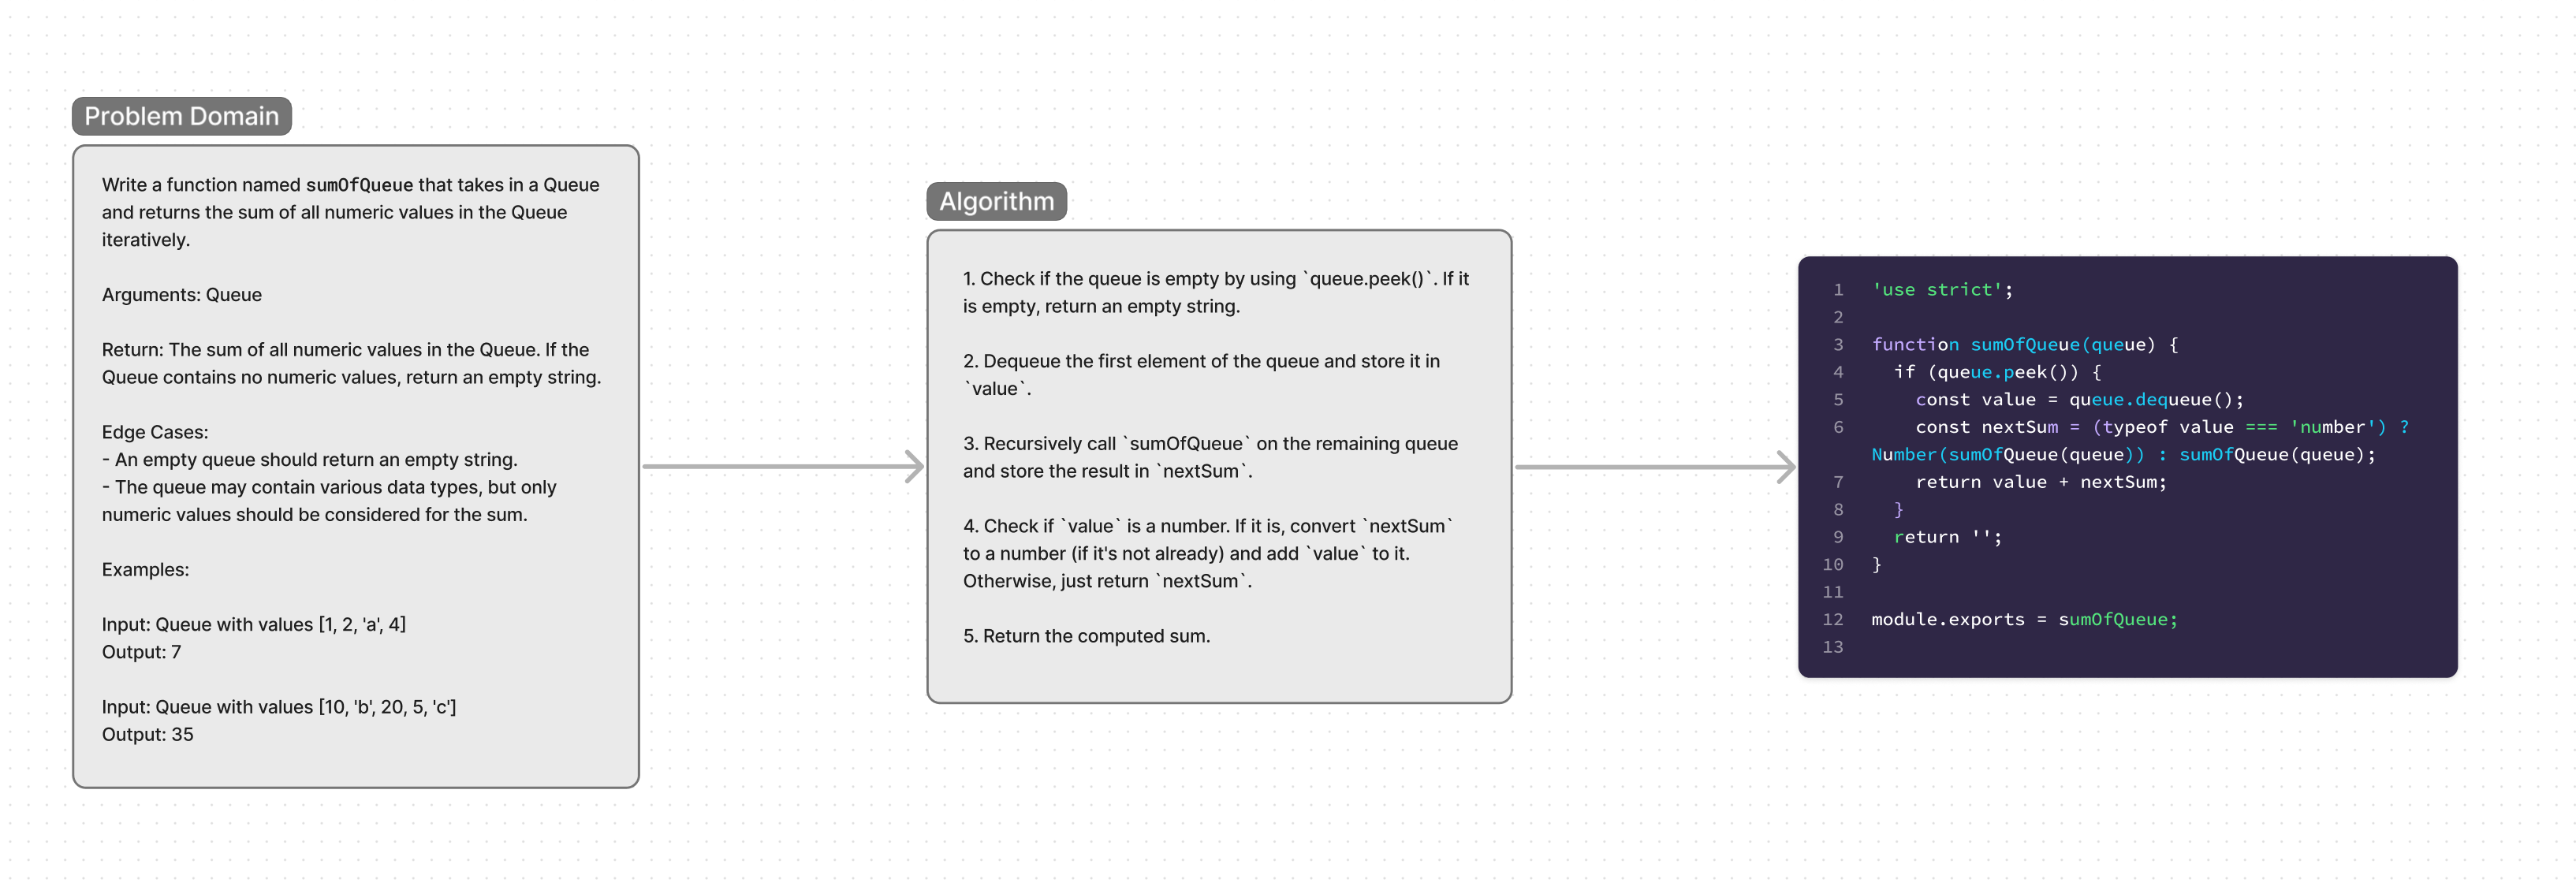 Problem Domain
Write a function named sumOfQueue that takes in a Queue
and returns the sum of all numeric values in the Queue
iteratively.
Arguments: Queue
Return: The sum of all numeric values in the Queue. If the
Queue contains no numeric values, return an empty string.
Edge Cases:
- An empty queue should return an empty string.
- The queue may contain various data types, but only
numeric values should be considered for the sum.
Examples:
Input: Queue with values [1, 2, 'a', 4]
Output: 7
Input: Queue with values [10, 'b', 20, 5, 'c']
Output: 35
Algorithm
1. Check if the queue is empty by using `queue.peek()`. If it
is empty, return an empty string.
2. Dequeue the first element of the queue and store it in
`value`.
3. Recursively call `sumOfQueue` on the remaining queue
and store the result in `nextSum`.
4. Check if `value` is a number. If it is, convert `nextSum`
to a number (if it's not already) and add `value` to it.
Otherwise, just return `nextSum`.
5. Return the computed sum.
1 'use strict';
2
3 function sumOfQueue(queue) {
4 if (queue.peek()) {
5 const value = queue.dequeue();
6 const nextSum = (typeof value === 'number') ?
Number(sumOfQueue(queue)) : sumOfQueue(queue);
7 return value + nextSum;
8 }
9 return '';
10 }
11
12 module.exports = sumOfQueue;
13